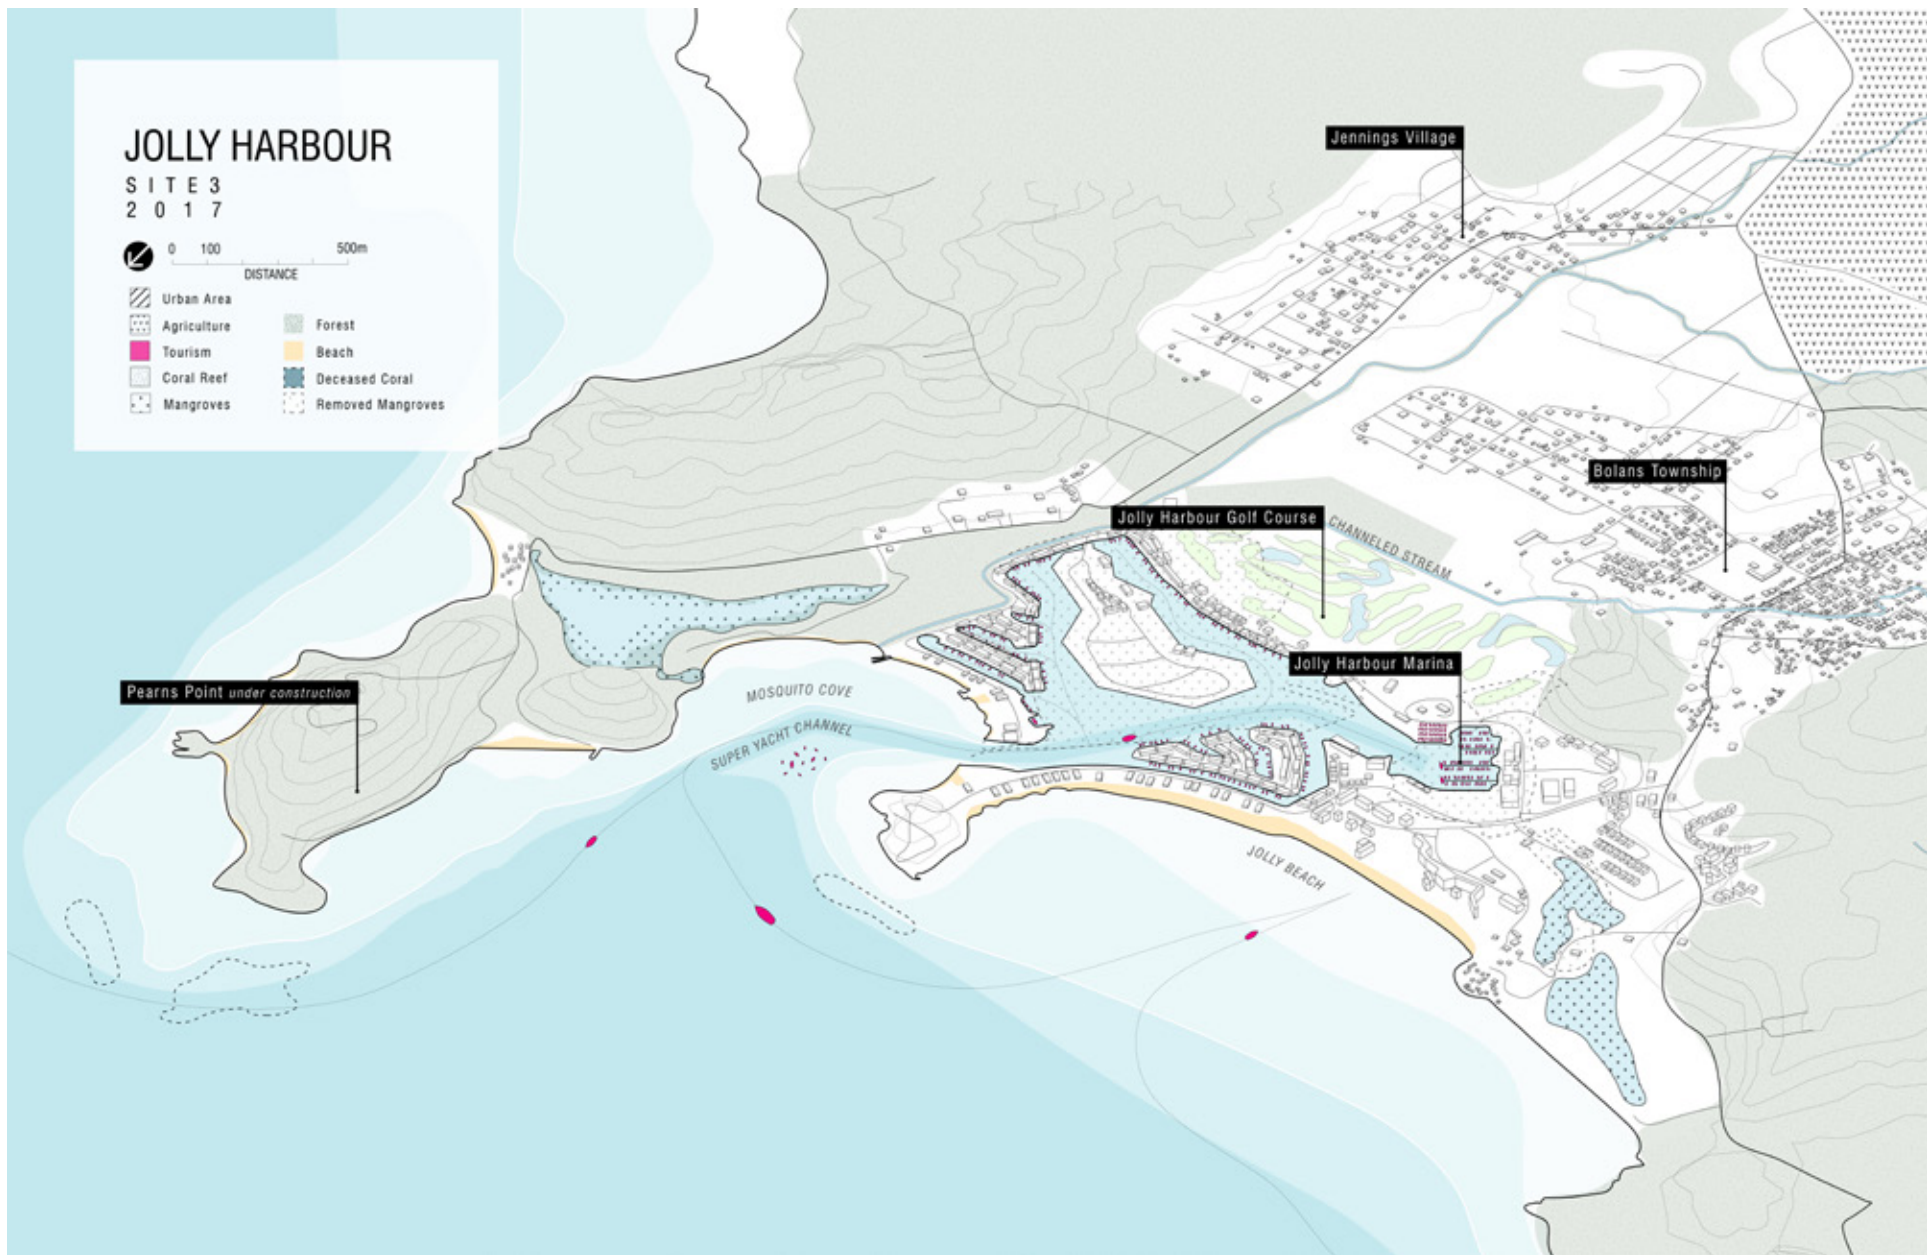 JOLLY HARBOUR
SITE 3
2017
0 100 500m
DISTANCE
Urban Area
Agriculture
Tourism
Coral Reef
Mangroves
Forest
Beach
Deceased Coral
Removed Mangroves
Jennings Village
Bolans Township
Jolly Harbour Golf Course
CHANNELED STREAM
Jolly Harbour Marina
Pearns Point under construction
MOSQUITO COVE
SUPER YACHT CHANNEL
JOLLY BEACH